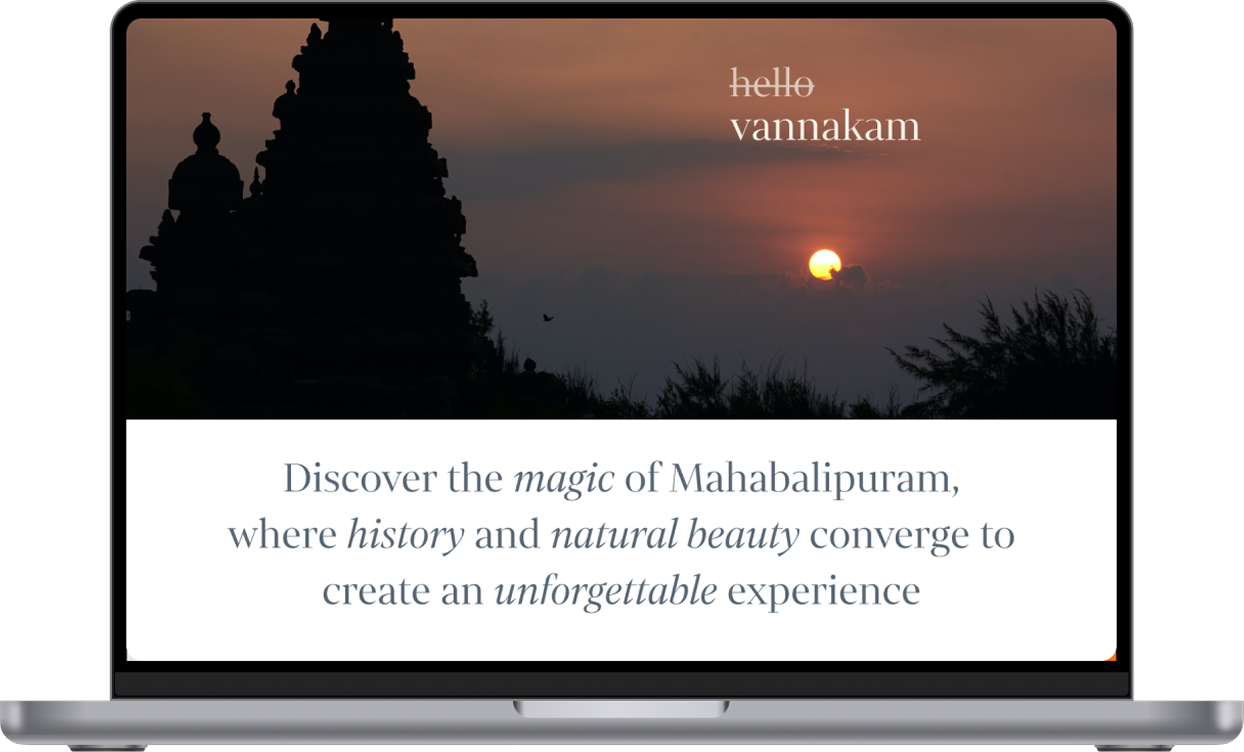 hello
vannakam
Discover the magic of Mahabalipuram,
where history and natural beauty converge to
create an unforgettable experience